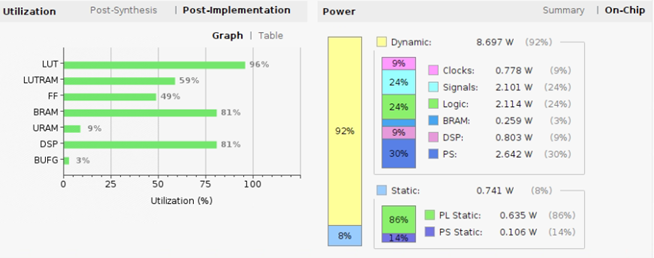 Utilization Post-Synthesis | Post-Implementation
Graph | Table
LUT 96%
LUTRAM 59%
FF 49%
BRAM 81%
URAM 9%
DSP 81%
BUFG 3%
0 25 50 75 100
Utilization (%)
Power Summary | On-Chip
92%
8%
Dynamic: 8.697 W (92%)
9%
24%
24%
9%
30%
Clocks: 0.778 W (9%)
Signals: 2.101 W (24%)
Logic: 2.114 W (24%)
BRAM: 0.259 W (3%)
DSP: 0.803 W (9%)
PS: 2.642 W (30%)
Static: 0.741 W (8%)
86%
14%
PL Static: 0.635 W (86%)
PS Static: 0.106 W (14%)